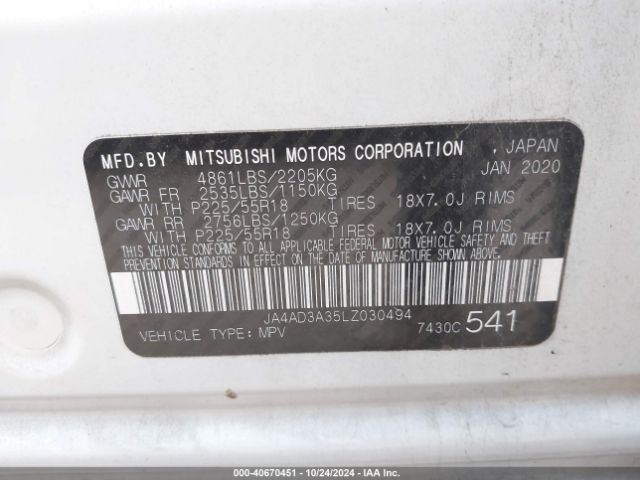 MFD.BY MITSUBISHI MOTORS CORPORATION , JAPAN
GVWR 4861LBS/2205KG JAN 2020
GAWR FR 2535LBS/1150KG
WITH P225/55R18 TIRES 18X7.0J RIMS
GAWR RR 2756LBS/1250KG
WITH P225/55R18 TIRES 18X7.0J RIMS
THIS VEHICLE CONFORMS TO ALL APPLICABLE FEDERAL MOTOR VEHICLE SAFETY AND THEFT
PREVENTION STANDARDS IN EFFECT ON THE DATE OF MANUFACTURE SHOWN ABOVE.
JA4AD3A35LZ030494
VEHICLE TYPE: MPV 7430C 541
000-40670451 - 10/24/2024 - IAA Inc.